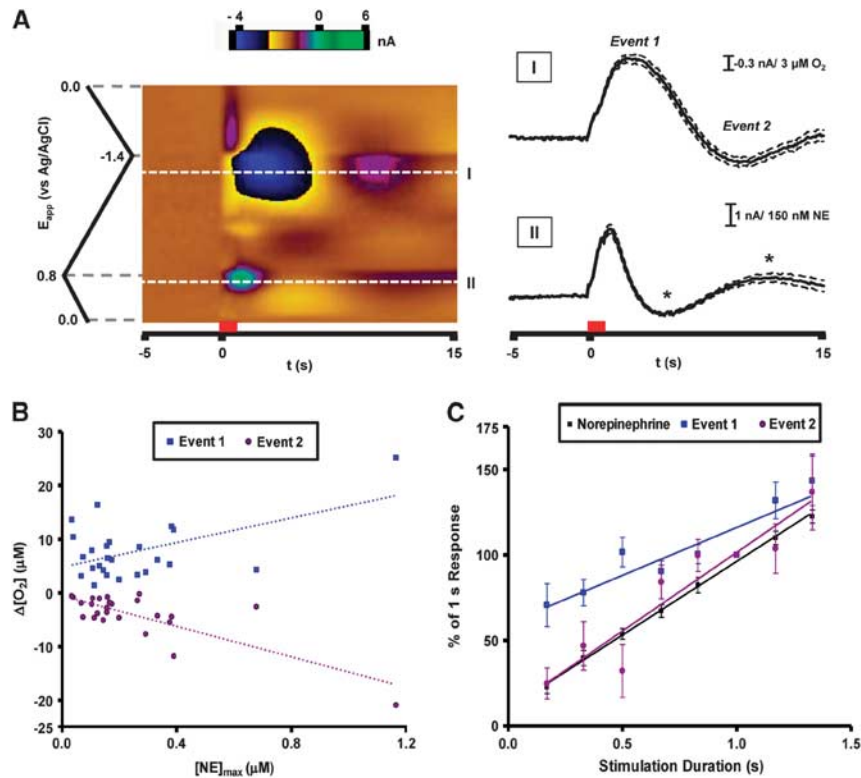 A
- 4
0
6
nA
E_app (vs Ag/AgCl)
0.0
-1.4
0.8
0.0
I
II
-5
0
15
t (s)
I
Event 1
-0.3 nA/ 3 μM O₂
Event 2
II
1 nA/ 150 nM NE
*
*
-5
0
15
t (s)
B
Event 1
Event 2
Δ[O₂] (μM)
30
20
10
0
-10
-20
-25
0.0
0.4
0.8
1.2
[NE]max (μM)
C
Norepinephrine
Event 1
Event 2
% of 1 s Response
175
150
100
50
0
0.0
0.5
1.0
1.5
Stimulation Duration (s)